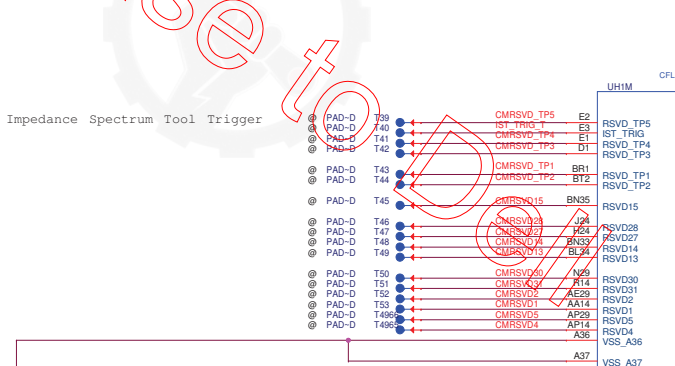 CFL
UH1M
Impedance Spectrum Tool Trigger
@ PAD~D T39 CMRSVD_TP5 E2 RSVD_TP5
@ PAD~D T40 IST_TRIG_T E3 IST_TRIG
@ PAD~D T41 CMRSVD_TP4 E1 RSVD_TP4
@ PAD~D T42 CMRSVD_TP3 D1 RSVD_TP3
@ PAD~D T43 CMRSVD_TP1 BR1 RSVD_TP1
@ PAD~D T44 CMRSVD_TP2 BT2 RSVD_TP2
@ PAD~D T45 CMRSVD15 BN35 RSVD15
@ PAD~D T46 CMRSVD28 J24 RSVD28
@ PAD~D T47 CMRSVD27 H24 RSVD27
@ PAD~D T48 CMRSVD14 BN33 RSVD14
@ PAD~D T49 CMRSVD13 BL34 RSVD13
@ PAD~D T50 CMRSVD30 N29 RSVD30
@ PAD~D T51 CMRSVD31 R14 RSVD31
@ PAD~D T52 CMRSVD2 AE29 RSVD2
@ PAD~D T53 CMRSVD1 AA14 RSVD1
@ PAD~D T4966 CMRSVD5 AP29 RSVD5
@ PAD~D T4965 CMRSVD4 AP14 RSVD4
A36 VSS_A36
A37 VSS_A37
se to Dell